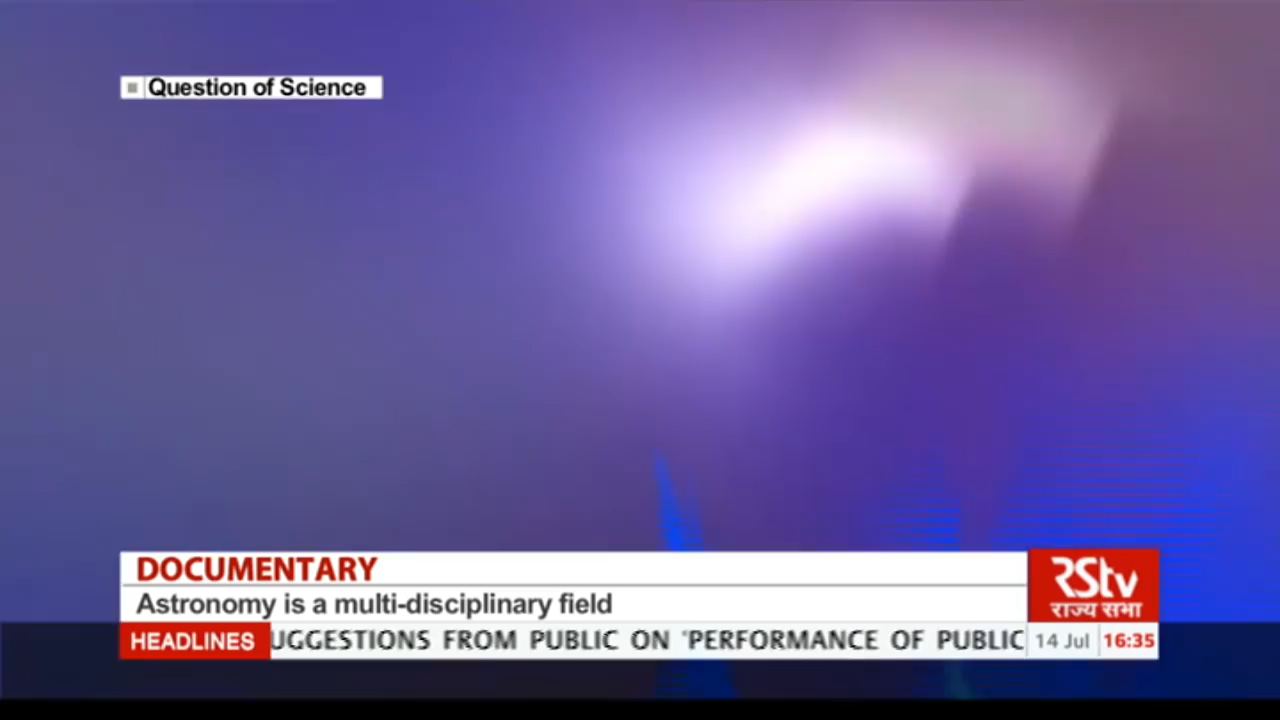 Question of Science
DOCUMENTARY
Astronomy is a multi-disciplinary field
RStv
राज्य सभा
HEADLINES
UGGESTIONS FROM PUBLIC ON 'PERFORMANCE OF PUBLIC
14 Jul
16:35